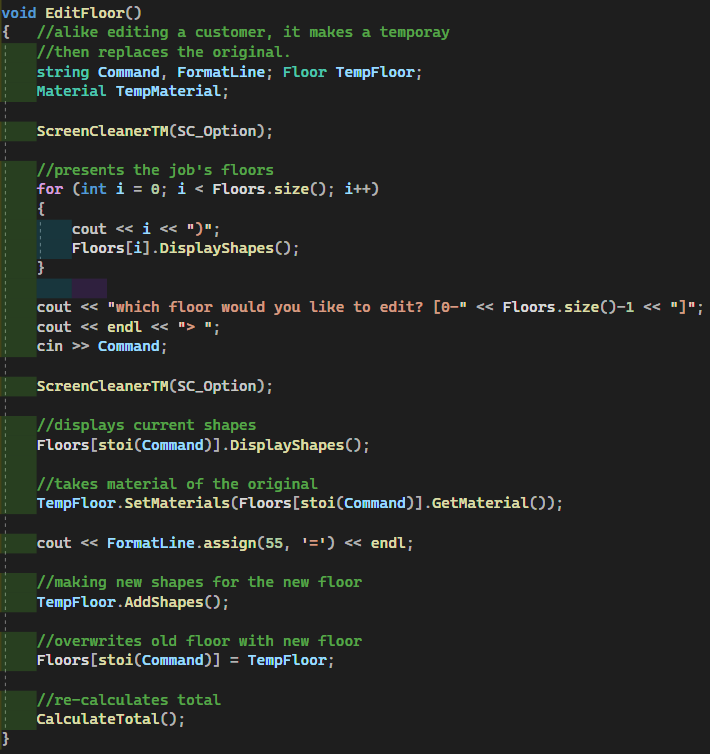 void EditFloor()
{   //alike editing a customer, it makes a temporay
    //then replaces the original.
    string Command, FormatLine; Floor TempFloor;
    Material TempMaterial;
    ScreenCleanerTM(SC_Option);
    //presents the job's floors
    for (int i = 0; i < Floors.size(); i++)
    {
        cout << i << ")";
        Floors[i].DisplayShapes();
    }
    cout << "which floor would you like to edit? [0-" << Floors.size()-1 << "]";
    cout << endl << "> ";
    cin >> Command;
    ScreenCleanerTM(SC_Option);
    //displays current shapes
    Floors[stoi(Command)].DisplayShapes();
    //takes material of the original
    TempFloor.SetMaterials(Floors[stoi(Command)].GetMaterial());
    cout << FormatLine.assign(55, '=') << endl;
    //making new shapes for the new floor
    TempFloor.AddShapes();
    //overwrites old floor with new floor
    Floors[stoi(Command)] = TempFloor;
    //re-calculates total
    CalculateTotal();
}